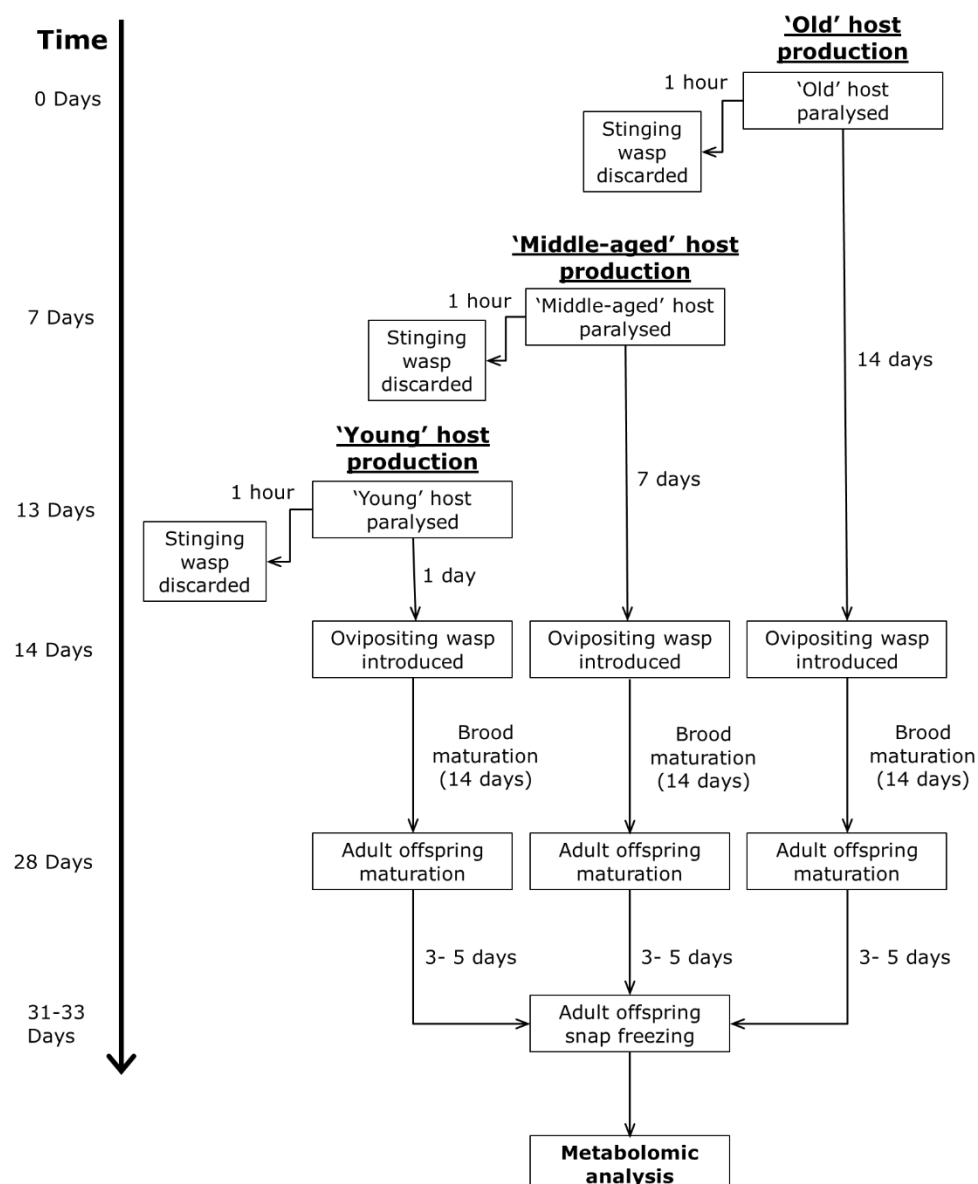 Time
'Old' host
production
0 Days
1 hour
'Old' host
paralysed
Stinging
wasp
discarded
'Middle-aged' host
production
7 Days
1 hour
'Middle-aged' host
paralysed
Stinging
wasp
discarded
14 days
'Young' host
production
7 days
13 Days
1 hour
'Young' host
paralysed
Stinging
wasp
discarded
1 day
14 Days
Ovipositing wasp
introduced
Ovipositing wasp
introduced
Ovipositing wasp
introduced
Brood
maturation
(14 days)
Brood
maturation
(14 days)
Brood
maturation
(14 days)
28 Days
Adult offspring
maturation
Adult offspring
maturation
Adult offspring
maturation
3- 5 days
3- 5 days
3- 5 days
31-33
Days
Adult offspring
snap freezing
Metabolomic
analysis